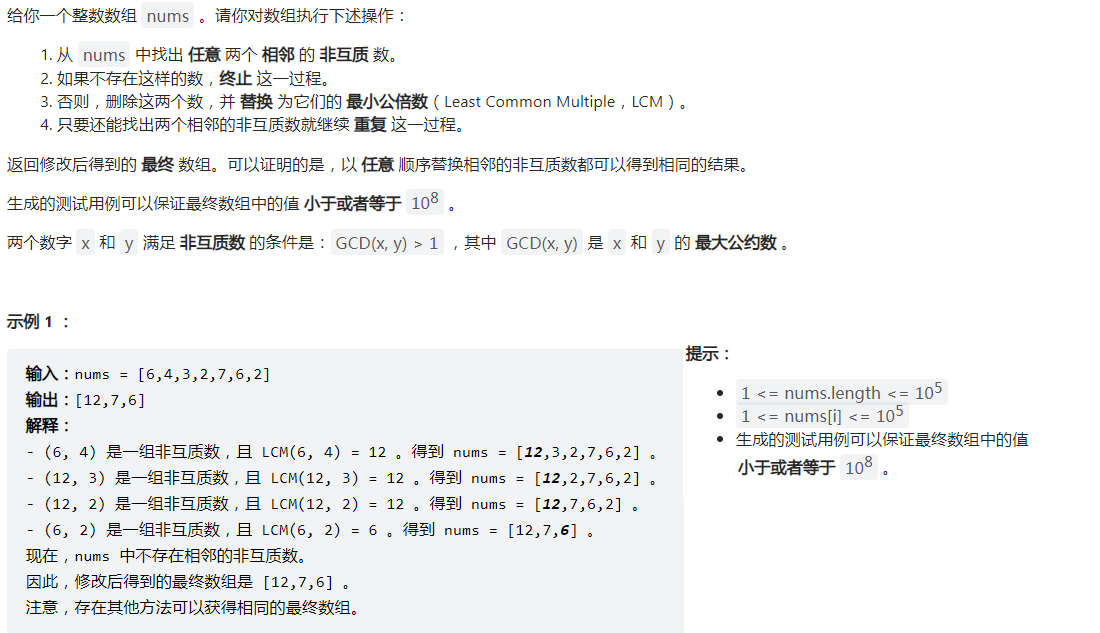 给你一个整数数组 nums 。请你对数组执行下述操作：
1. 从 nums 中找出 任意 两个 相邻 的 非互质 数。
2. 如果不存在这样的数，终止 这一过程。
3. 否则，删除这两个数，并 替换 为它们的 最小公倍数（Least Common Multiple，LCM）。
4. 只要还能找出两个相邻的非互质数就继续 重复 这一过程。
返回修改后得到的 最终 数组。可以证明的是，以 任意 顺序替换相邻的非互质数都可以得到相同的结果。
生成的测试用例可以保证最终数组中的值 小于或者等于 10⁸ 。
两个数字 x 和 y 满足 非互质数 的条件是：GCD(x, y) > 1 ，其中 GCD(x, y) 是 x 和 y 的 最大公约数 。
示例 1 ：
输入：nums = [6,4,3,2,7,6,2]
输出：[12,7,6]
解释：
- (6, 4) 是一组非互质数，且 LCM(6, 4) = 12 。得到 nums = [12,3,2,7,6,2] 。
- (12, 3) 是一组非互质数，且 LCM(12, 3) = 12 。得到 nums = [12,2,7,6,2] 。
- (12, 2) 是一组非互质数，且 LCM(12, 2) = 12 。得到 nums = [12,7,6,2] 。
- (6, 2) 是一组非互质数，且 LCM(6, 2) = 6 。得到 nums = [12,7,6] 。
现在，nums 中不存在相邻的非互质数。
因此，修改后得到的最终数组是 [12,7,6] 。
注意，存在其他方法可以获得相同的最终数组。
提示：
1 <= nums.length <= 10⁵
1 <= nums[i] <= 10⁵
生成的测试用例可以保证最终数组中的值
小于或者等于 10⁸ 。